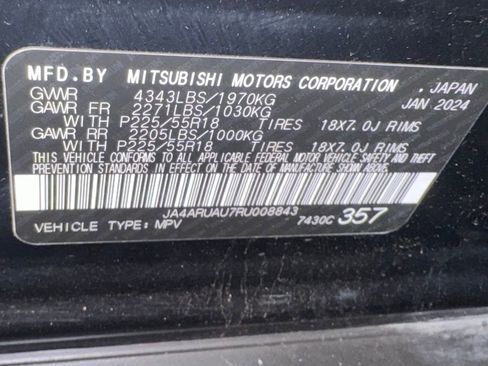 MFD.BY MITSUBISHI MOTORS CORPORATION , JAPAN
GVWR 4343LBS/1970KG JAN 2024
GAWR FR 2271LBS/1030KG
WITH P225/55R18 TIRES 18X7.0J RIMS
GAWR RR 2205LBS/1000KG
WITH P225/55R18 TIRES 18X7.0J RIMS
THIS VEHICLE CONFORMS TO ALL APPLICABLE FEDERAL MOTOR VEHICLE SAFETY AND THEFT
PREVENTION STANDARDS IN EFFECT ON THE DATE OF MANUFACTURE SHOWN ABOVE.
JA4ARUAU7RU008843
VEHICLE TYPE: MPV 7430C 357